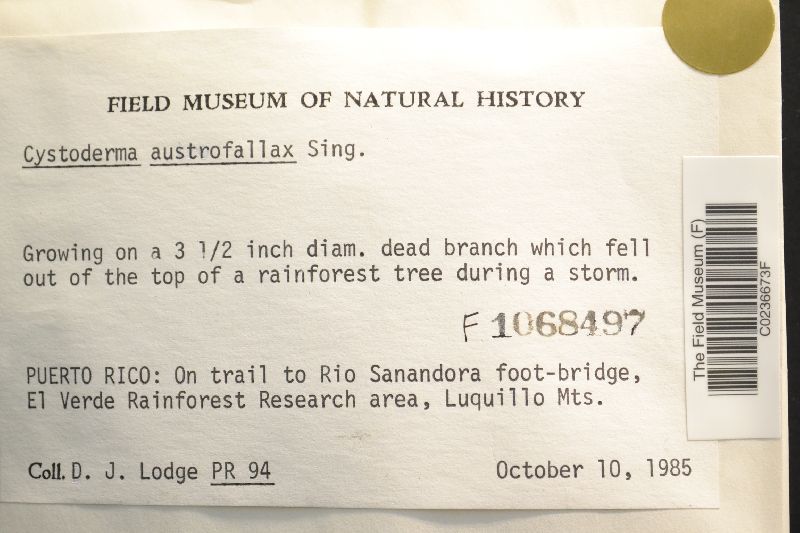 FIELD MUSEUM OF NATURAL HISTORY
Cystoderma austrofallax Sing.
Growing on a 3 1/2 inch diam. dead branch which fell
out of the top of a rainforest tree during a storm.
F 1068497
PUERTO RICO: On trail to Rio Sanandora foot-bridge,
El Verde Rainforest Research area, Luquillo Mts.
Coll. D. J. Lodge PR 94
October 10, 1985
The Field Museum (F)
C0236673F